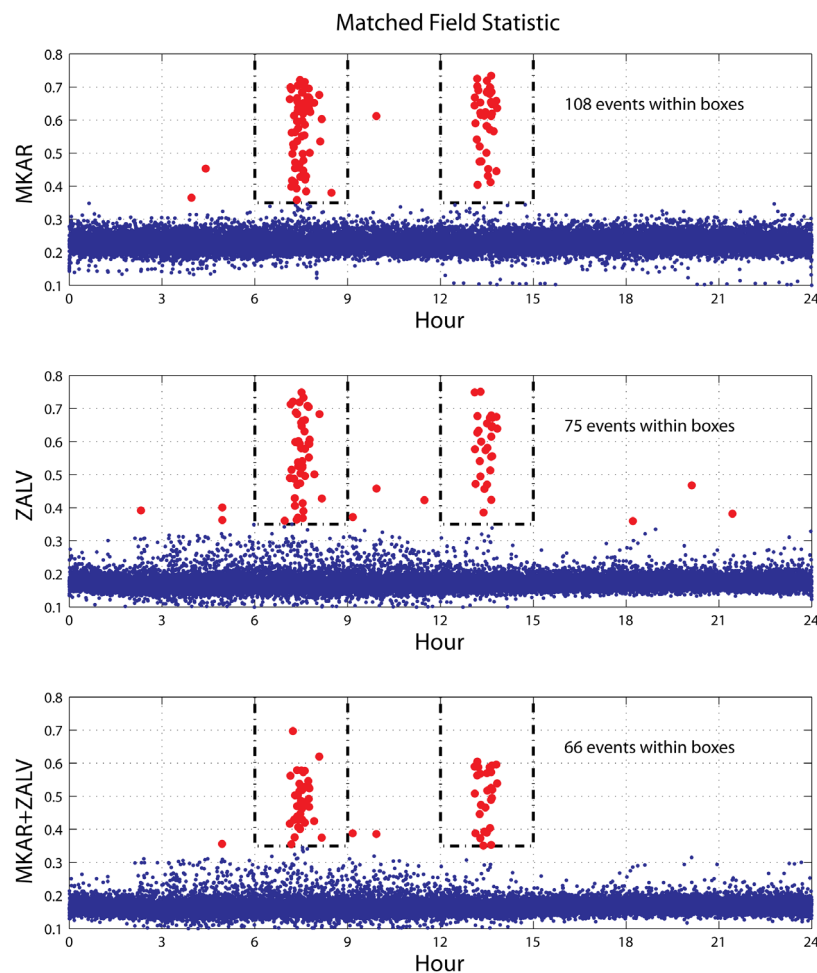 Matched Field Statistic
0.8
0.7
0.6
0.5
0.4
0.3
0.2
0.1
MKAR
108 events within boxes
0 3 6 9 12 15 18 21 24
Hour
0.8
0.7
0.6
0.5
0.4
0.3
0.2
0.1
ZALV
75 events within boxes
0 3 6 9 12 15 18 21 24
Hour
0.8
0.7
0.6
0.5
0.4
0.3
0.2
0.1
MKAR+ZALV
66 events within boxes
0 3 6 9 12 15 18 21 24
Hour